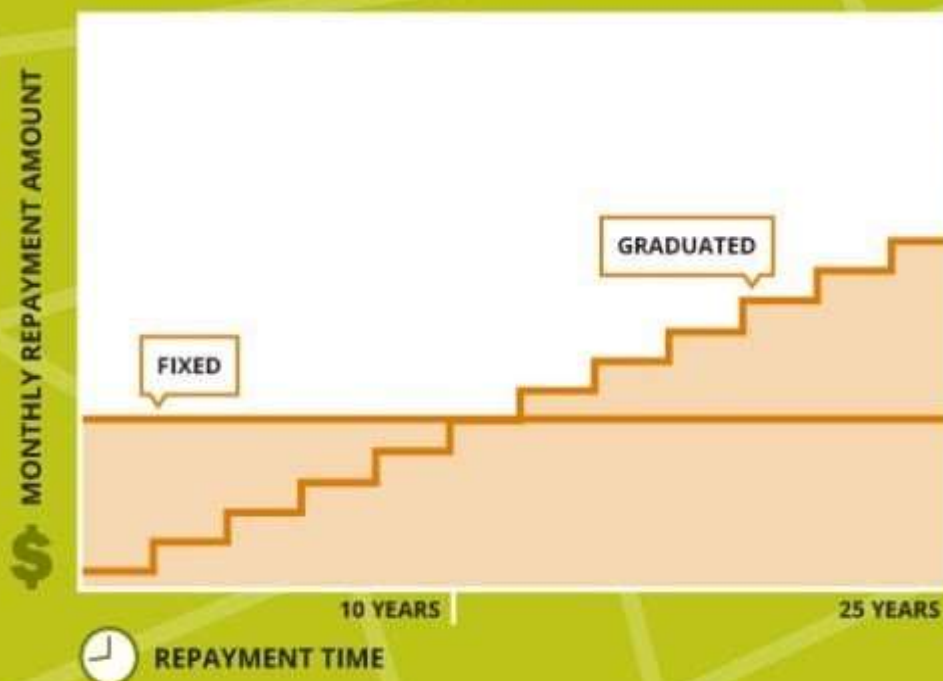 $ MONTHLY REPAYMENT AMOUNT
GRADUATED
FIXED
10 YEARS
25 YEARS
REPAYMENT TIME